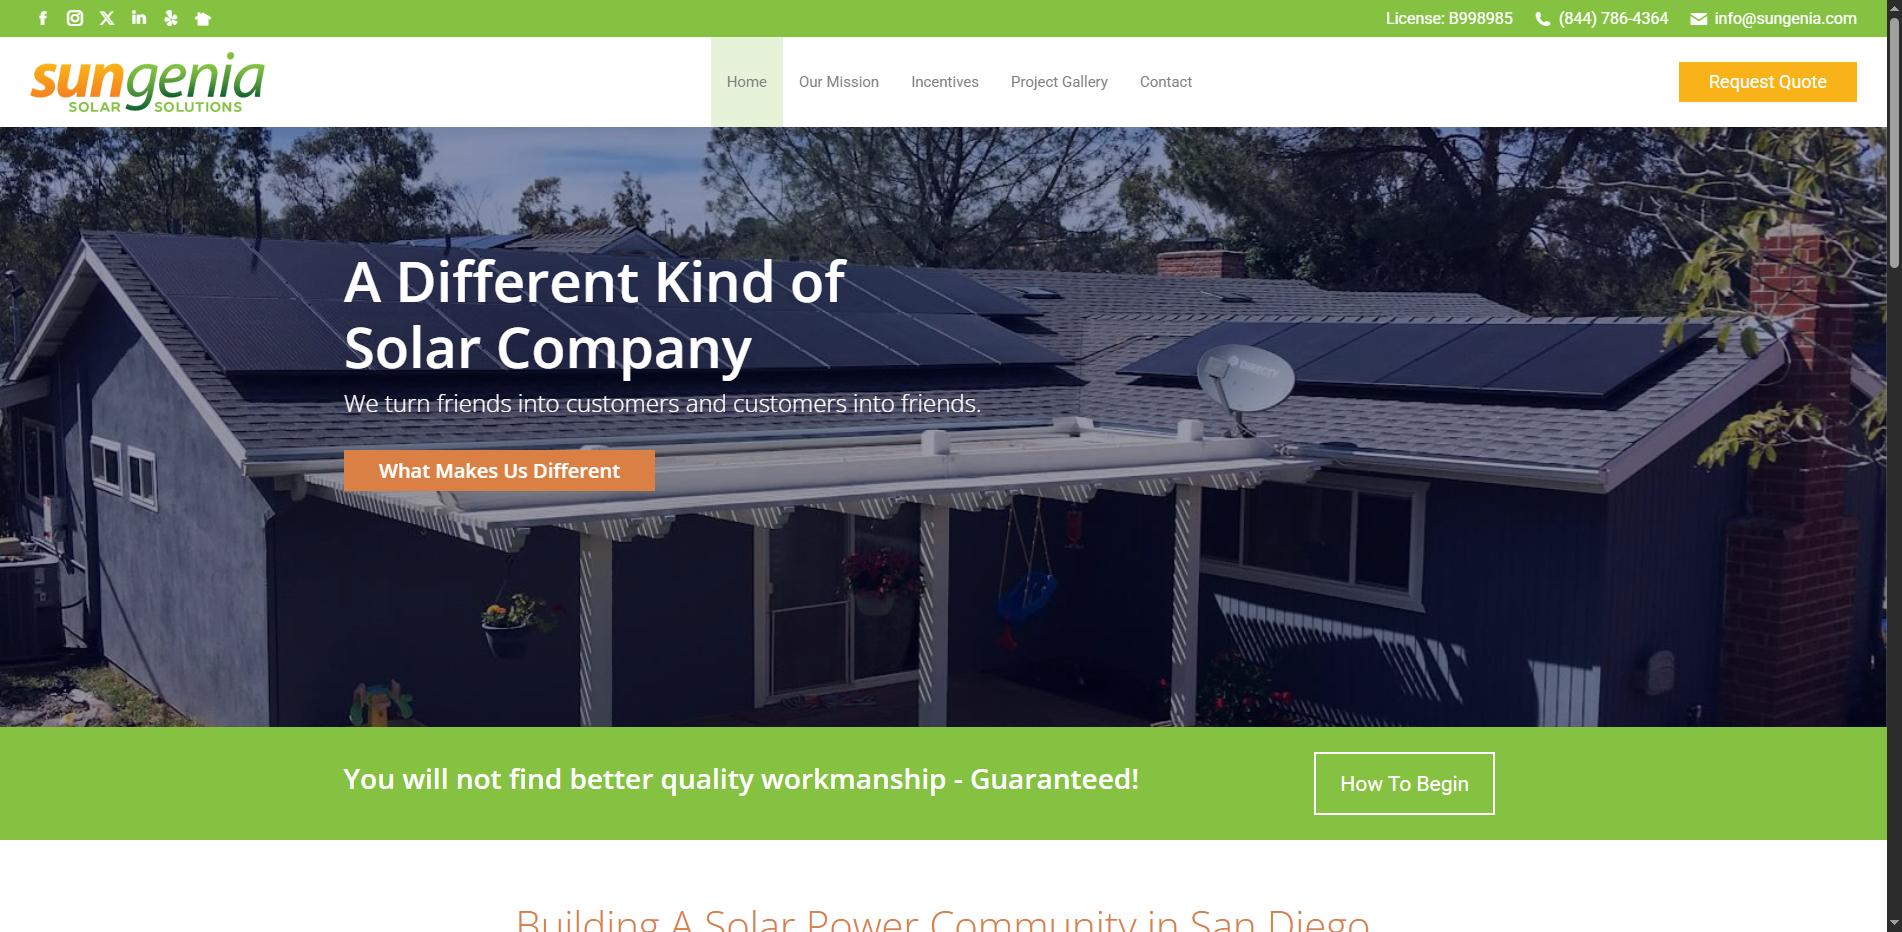 License: B998985
(844) 786-4364
info@sungenia.com
sungenia
SOLAR SOLUTIONS
Home
Our Mission
Incentives
Project Gallery
Contact
Request Quote
A Different Kind of
Solar Company
We turn friends into customers and customers into friends.
What Makes Us Different
DIRECTV
You will not find better quality workmanship - Guaranteed!
How To Begin
Building A Solar Power Community in San Diego